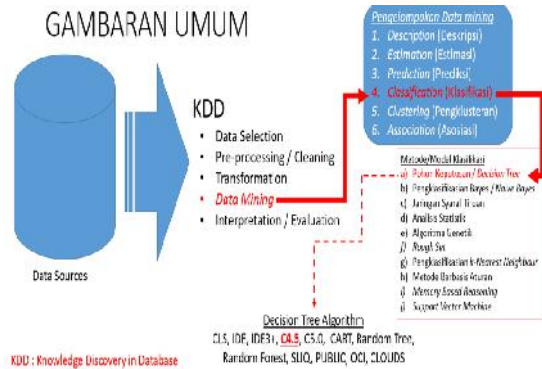 GAMBARAN UMUM
Data Sources
KDD
• Data Selection
• Pre-processing / Cleaning
• Transformation
• Data Mining
• Interpretation / Evaluation
Pengelompokan Data mining
1. Description (Deskripsi)
2. Estimation (Estimasi)
3. Prediction (Prediksi)
4. Classification (Klasifikasi)
5. Clustering (Pengklusteran)
6. Association (Asosiasi)
Metode/Model Klasifikasi
a) Pohon Keputusan / Decision Tree
b) Pengklasifikasian Bayes / Naive Bayes
c) Jaringan Syaraf Tiruan
d) Analisis Statistik
e) Algoritma Genetik
f) Rough Set
g) Pengklasifikasian k-Nearest Neighbour
h) Metode Berbasis Aturan
i) Memory Based Reasoning
j) Support Vector Machine
Decision Tree Algorithm
CLS, IDE, IDE3+, C4.5, C5.0, CART, Random Tree,
Random Forest, SLIQ, PUBLIC, OCI, CLOUDS
KDD : Knowledge Discovery in Database